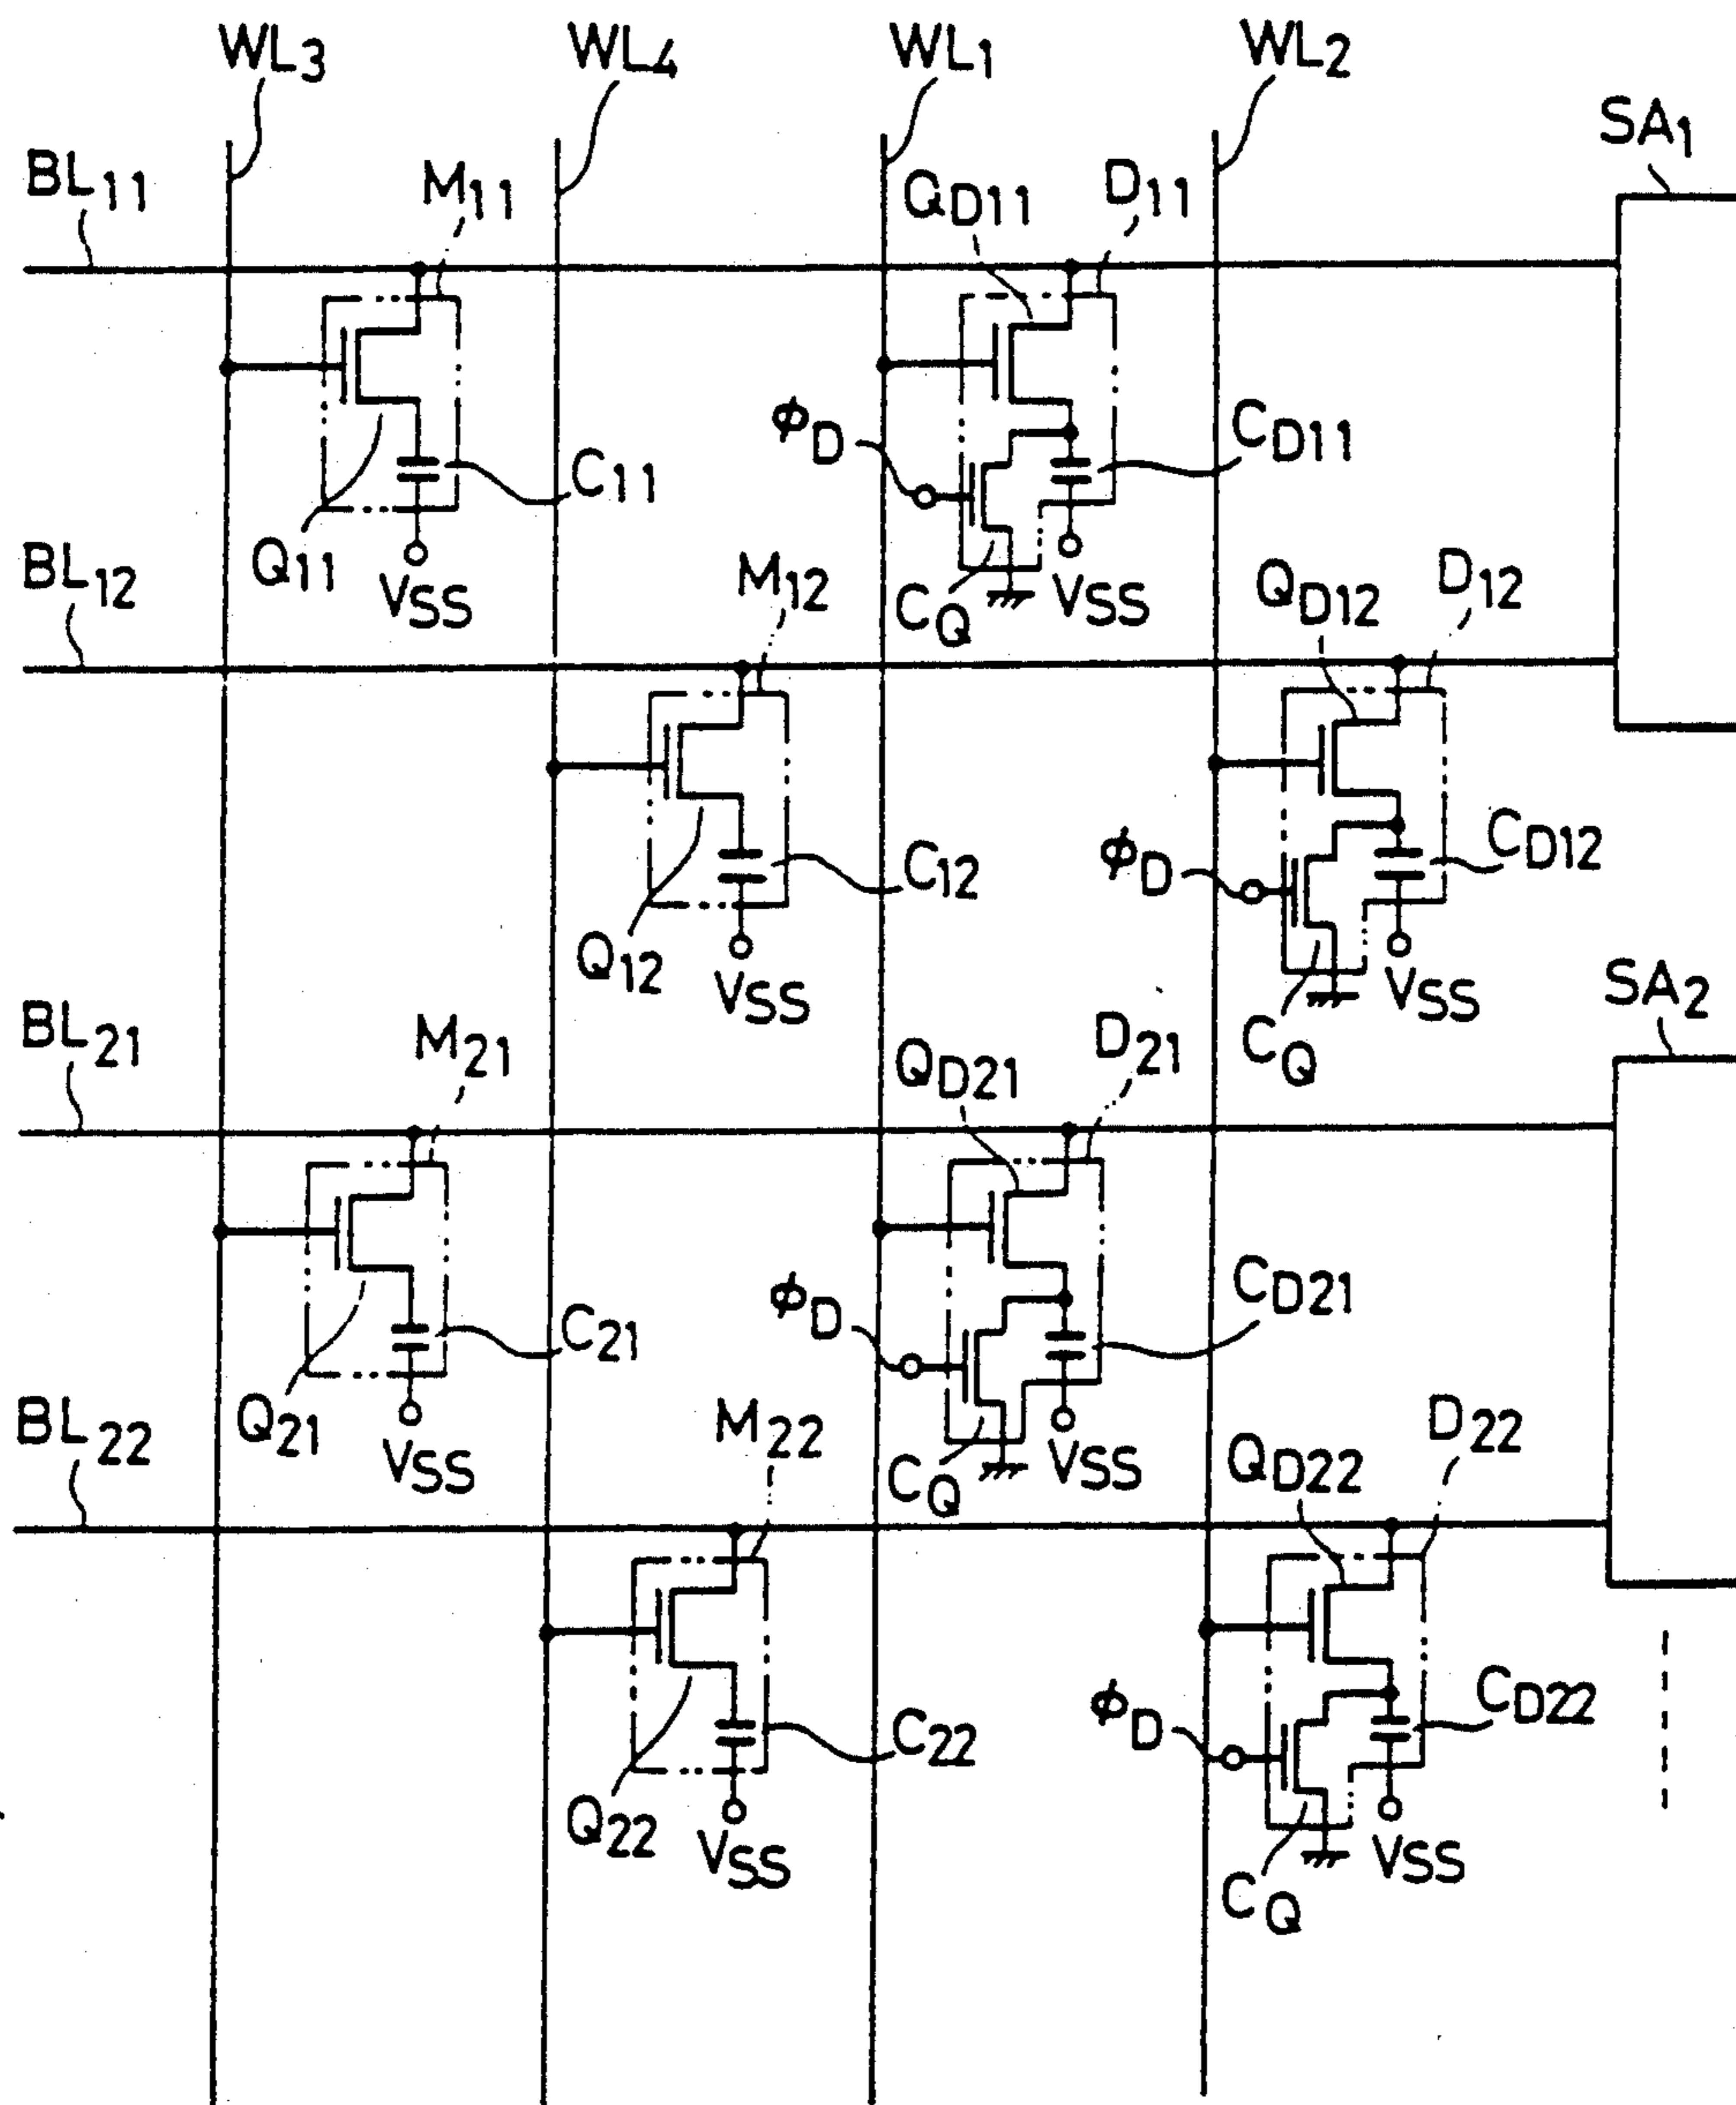 WL3 WL4 WL1 WL2
SA1
BL11 M11 QD11 D11
ϕD CD11
C11
Q11 VSS CQ VSS
BL12 M12 QD12 D12
ϕD CD12
C12
Q12 VSS CQ VSS
SA2
BL21 M21 QD21 D21
ϕD CD21
C21
Q21 VSS CQ VSS
BL22 M22 QD22 D22
ϕD CD22
C22
Q22 VSS CQ VSS